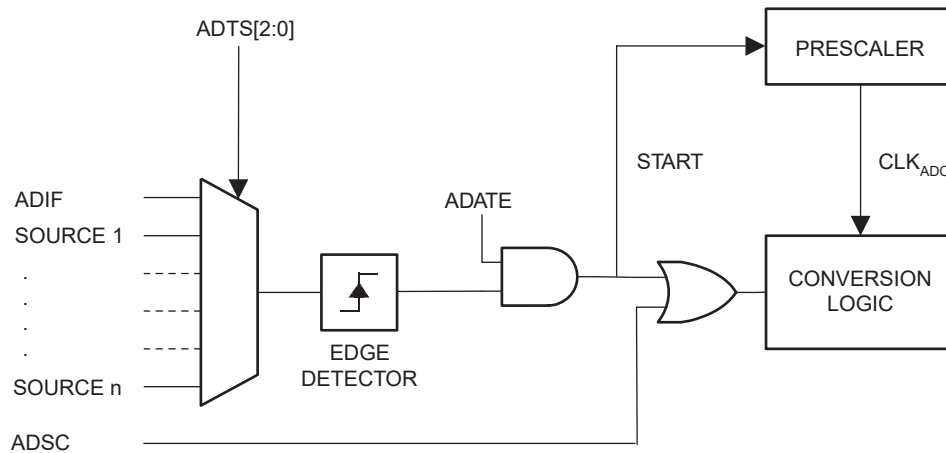 ADTS[2:0]
PRESCALER
START
CLKADC
ADIF
ADATE
SOURCE 1
.
.
.
.
CONVERSION
LOGIC
EDGE
DETECTOR
SOURCE n
ADSC